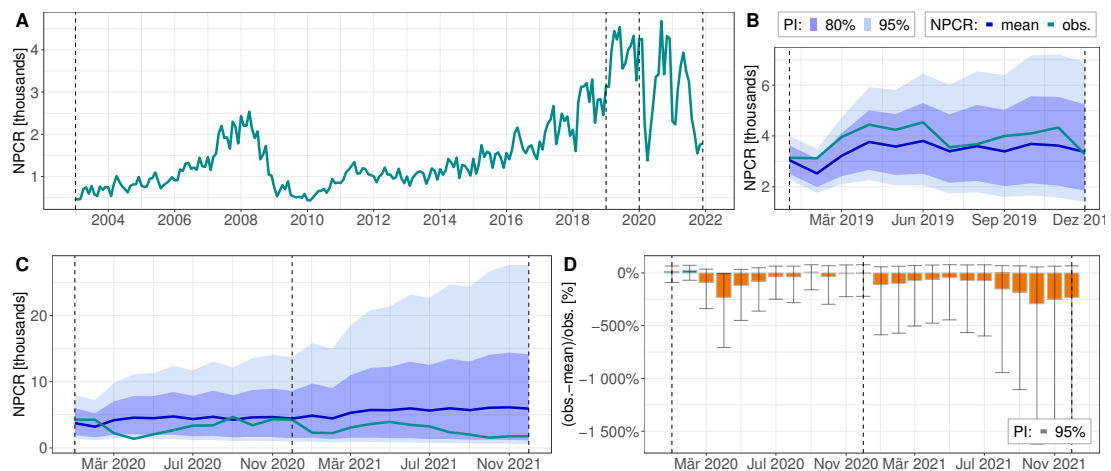 A
NPCR [thousands]
4
3
2
1
2004 2006 2008 2010 2012 2014 2016 2018 2020 2022
PI: 80% 95% NPCR: mean obs.
B
NPCR [thousands]
6
4
2
Mär 2019 Jun 2019 Sep 2019 Dez 201
C
NPCR [thousands]
20
10
0
Mär 2020 Jul 2020 Nov 2020 Mär 2021 Jul 2021 Nov 2021
D
(obs.−mean)/obs. [%]
0%
−500%
−1 000%
−1 500%
PI: 95%
Mär 2020 Jul 2020 Nov 2020 Mär 2021 Jul 2021 Nov 2021